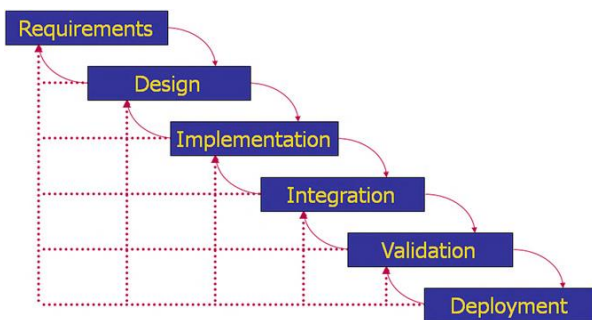 Requirements
Design
Implementation
Integration
Validation
Deployment